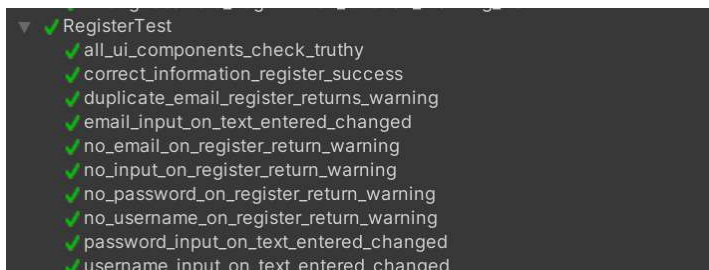 RegisterTest
all_ui_components_check_truthy
correct_information_register_success
duplicate_email_register_returns_warning
email_input_on_text_entered_changed
no_email_on_register_return_warning
no_input_on_register_return_warning
no_password_on_register_return_warning
no_username_on_register_return_warning
password_input_on_text_entered_changed
username_input_on_text_entered_changed